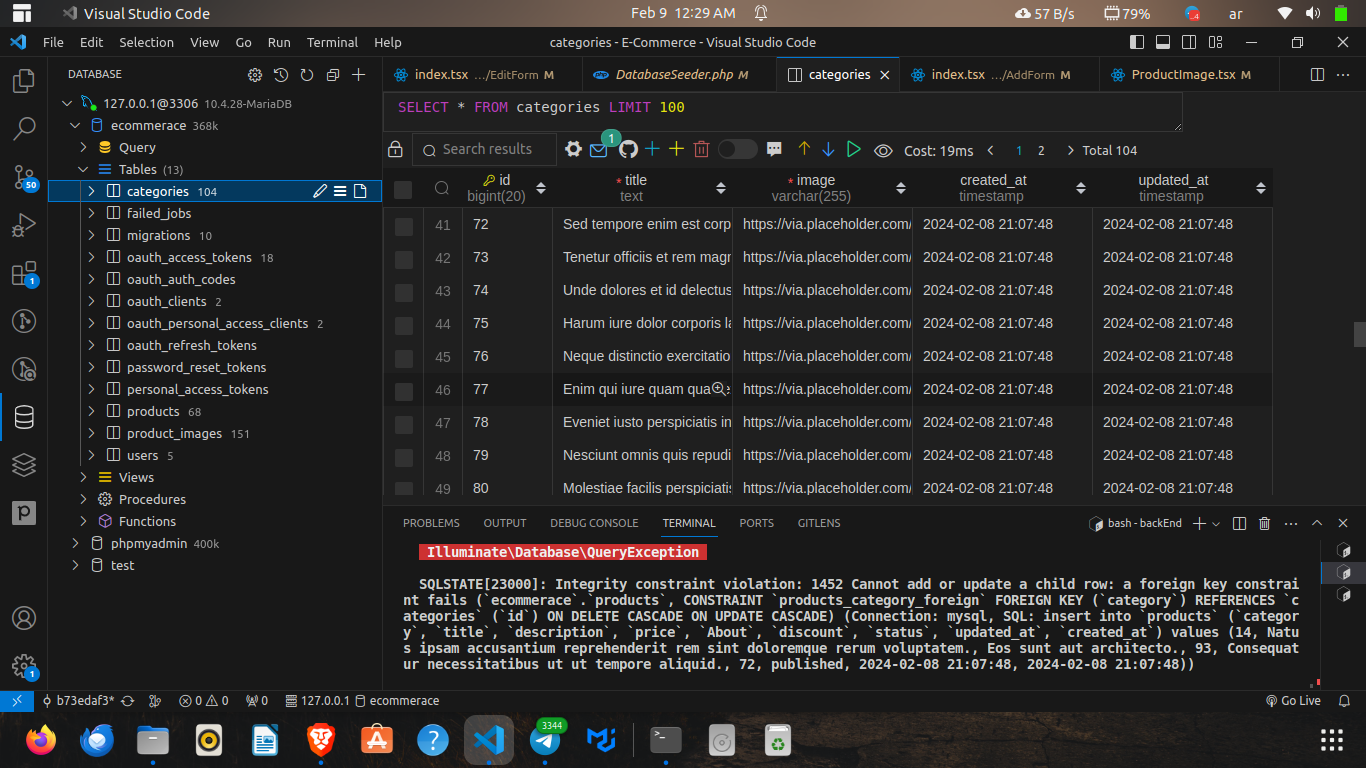 Visual Studio Code
Feb 9 12:29 AM
57 B/s
79%
ar
File Edit Selection View Go Run Terminal Help
categories - E-Commerce - Visual Studio Code
DATABASE
index.tsx .../EditForm M
DatabaseSeeder.php M
categories
index.tsx .../AddForm M
ProductImage.tsx M
127.0.0.1@3306 10.4.28-MariaDB
ecommerace 368k
Query
Tables (13)
categories 104
failed_jobs
migrations 10
oauth_access_tokens 18
oauth_auth_codes
oauth_clients 2
oauth_personal_access_clients 2
oauth_refresh_tokens
password_reset_tokens
personal_access_tokens
products 68
product_images 151
users 5
Views
Procedures
Functions
phpmyadmin 400k
test
50
1
1
SELECT * FROM categories LIMIT 100
Search results
1
Cost: 19ms
1 2
Total 104
id
bigint(20)
* title
text
* image
varchar(255)
created_at
timestamp
updated_at
timestamp
41 72 Sed tempore enim est corp https://via.placeholder.com/ 2024-02-08 21:07:48 2024-02-08 21:07:48
42 73 Tenetur officiis et rem magr https://via.placeholder.com/ 2024-02-08 21:07:48 2024-02-08 21:07:48
43 74 Unde dolores et id delectus https://via.placeholder.com/ 2024-02-08 21:07:48 2024-02-08 21:07:48
44 75 Harum iure dolor corporis la https://via.placeholder.com/ 2024-02-08 21:07:48 2024-02-08 21:07:48
45 76 Neque distinctio exercitatio https://via.placeholder.com/ 2024-02-08 21:07:48 2024-02-08 21:07:48
46 77 Enim qui iure quam https://via.placeholder.com/ 2024-02-08 21:07:48 2024-02-08 21:07:48
47 78 Eveniet iusto perspiciatis in https://via.placeholder.com/ 2024-02-08 21:07:48 2024-02-08 21:07:48
48 79 Nesciunt omnis quis repudi https://via.placeholder.com/ 2024-02-08 21:07:48 2024-02-08 21:07:48
49 80 Molestiae facilis perspiciatis https://via.placeholder.com/ 2024-02-08 21:07:48 2024-02-08 21:07:48
PROBLEMS OUTPUT DEBUG CONSOLE TERMINAL PORTS GITLENS
bash - backEnd
Illuminate\Database\QueryException
SQLSTATE[23000]: Integrity constraint violation: 1452 Cannot add or update a child row: a foreign key constrai
nt fails (`ecommerace`.`products`, CONSTRAINT `products_category_foreign` FOREIGN KEY (`category`) REFERENCES `c
ategories` (`id`) ON DELETE CASCADE ON UPDATE CASCADE) (Connection: mysql, SQL: insert into `products` (`categor
y`, `title`, `description`, `price`, `About`, `discount`, `status`, `updated_at`, `created_at`) values (14, Natu
s ipsam accusantium reprehenderit rem sint doloremque rerum voluptatem., Eos sunt aut architecto., 93, Consequat
ur necessitatibus ut ut tempore aliquid., 72, published, 2024-02-08 21:07:48, 2024-02-08 21:07:48))
b73edaf3*
0 0
0
127.0.0.1
ecommerace
Go Live
3344